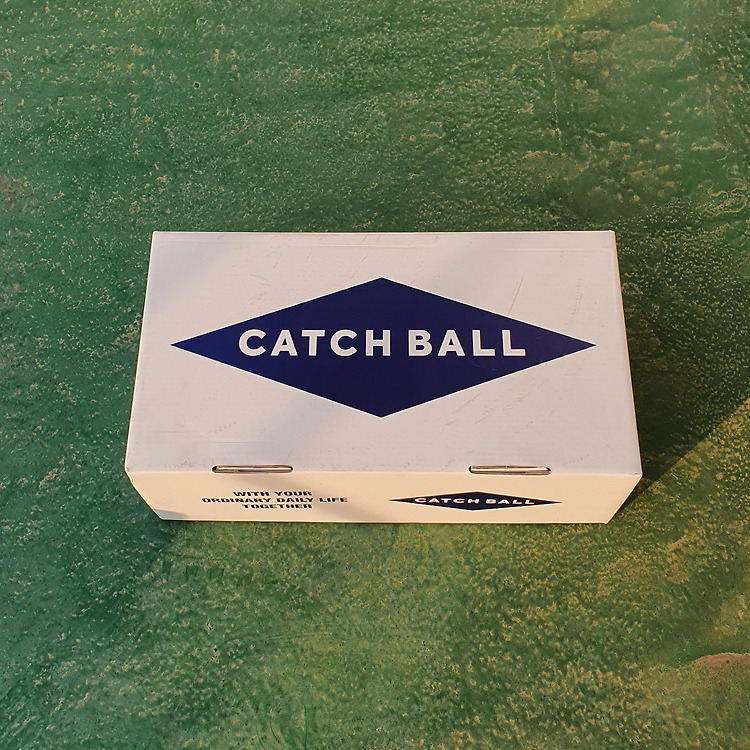 CATCH BALL
WITH YOUR
ORDINARY DAILY LIFE
TOGETHER
CATCH BALL